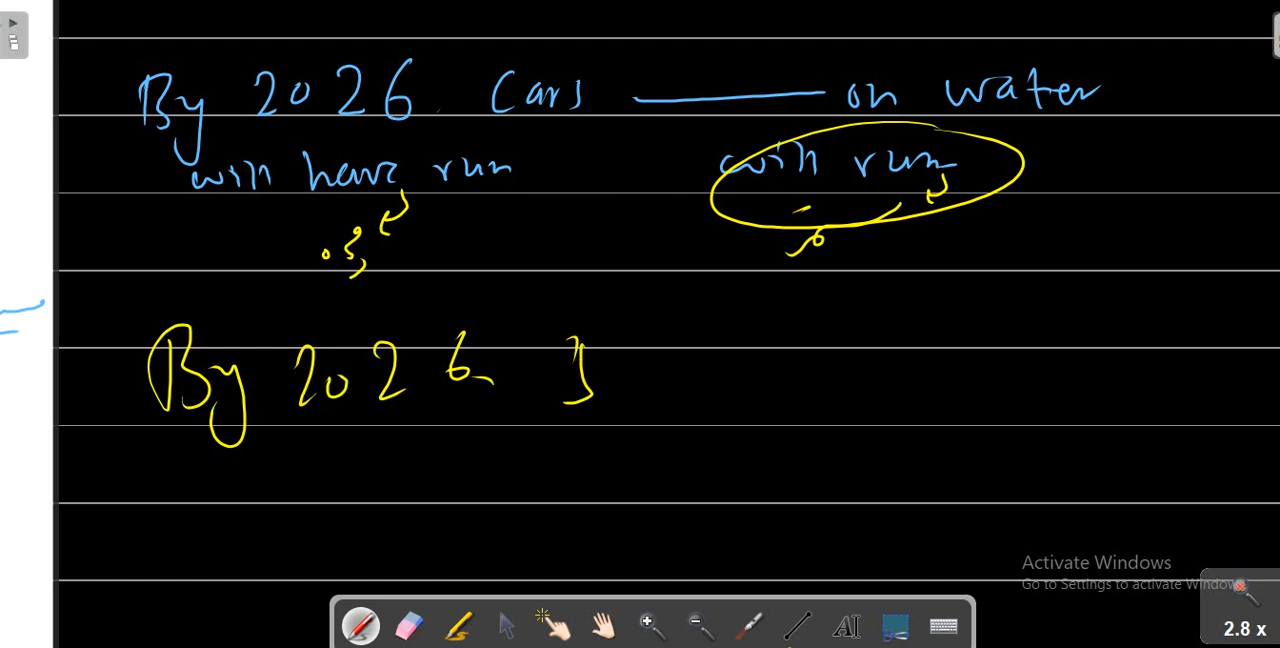 By 2026 Cars ______ on water
will have run will run
By 2026
Activate Windows
Go to Settings to activate Windows
2.8 x